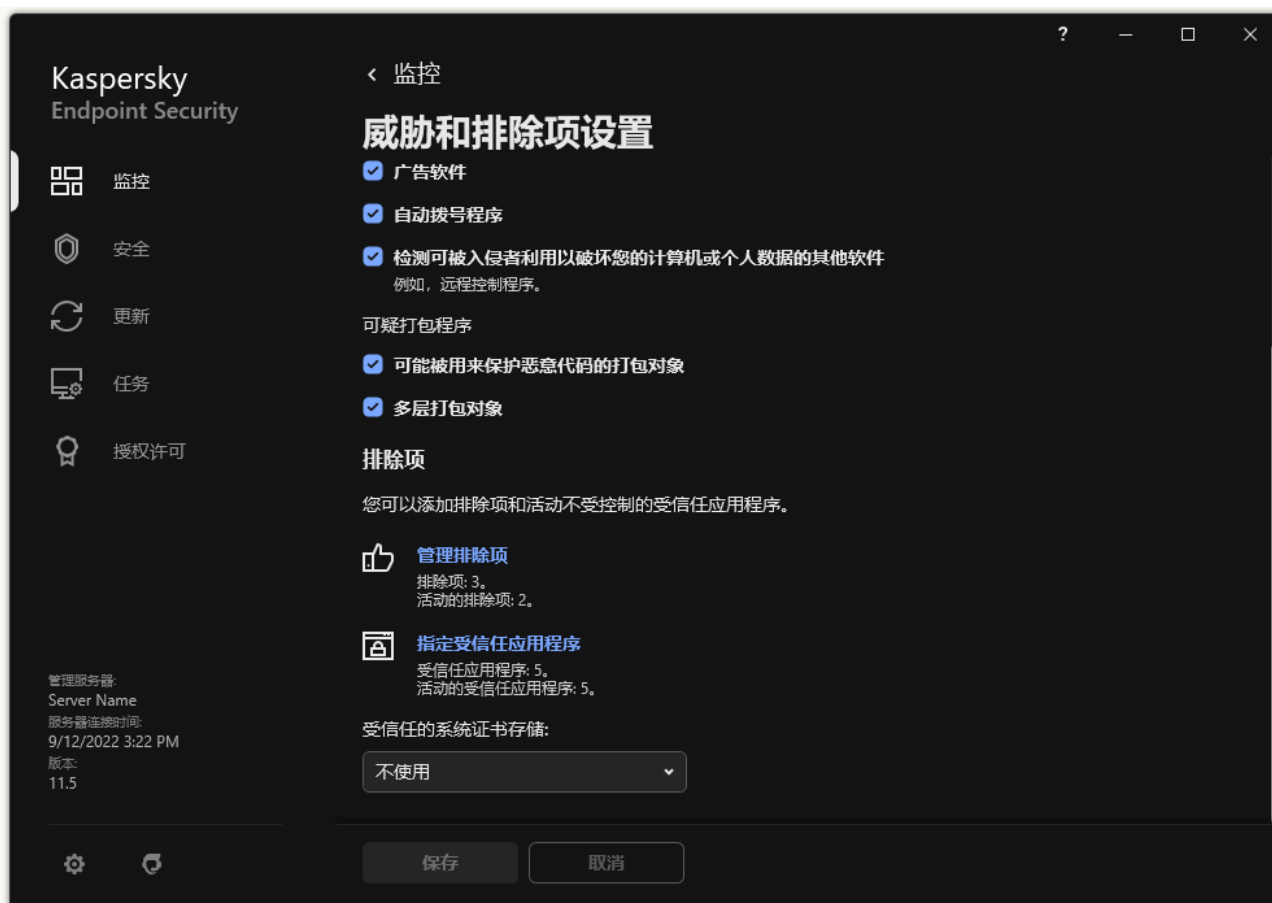 ?
Kaspersky
Endpoint Security
监控
安全
更新
任务
授权许可
管理服务器:
Server Name
服务器连接时间:
9/12/2022 3:22 PM
版本:
11.5
监控
威胁和排除项设置
广告软件
自动拨号程序
检测可被入侵者利用以破坏您的计算机或个人数据的其他软件
例如，远程控制程序。
可疑打包程序
可能被用来保护恶意代码的打包对象
多层打包对象
排除项
您可以添加排除项和活动不受控制的受信任应用程序。
管理排除项
排除项: 3。
活动的排除项: 2。
指定受信任应用程序
受信任应用程序: 5。
活动的受信任应用程序: 5。
受信任的系统证书存储:
不使用
保存
取消